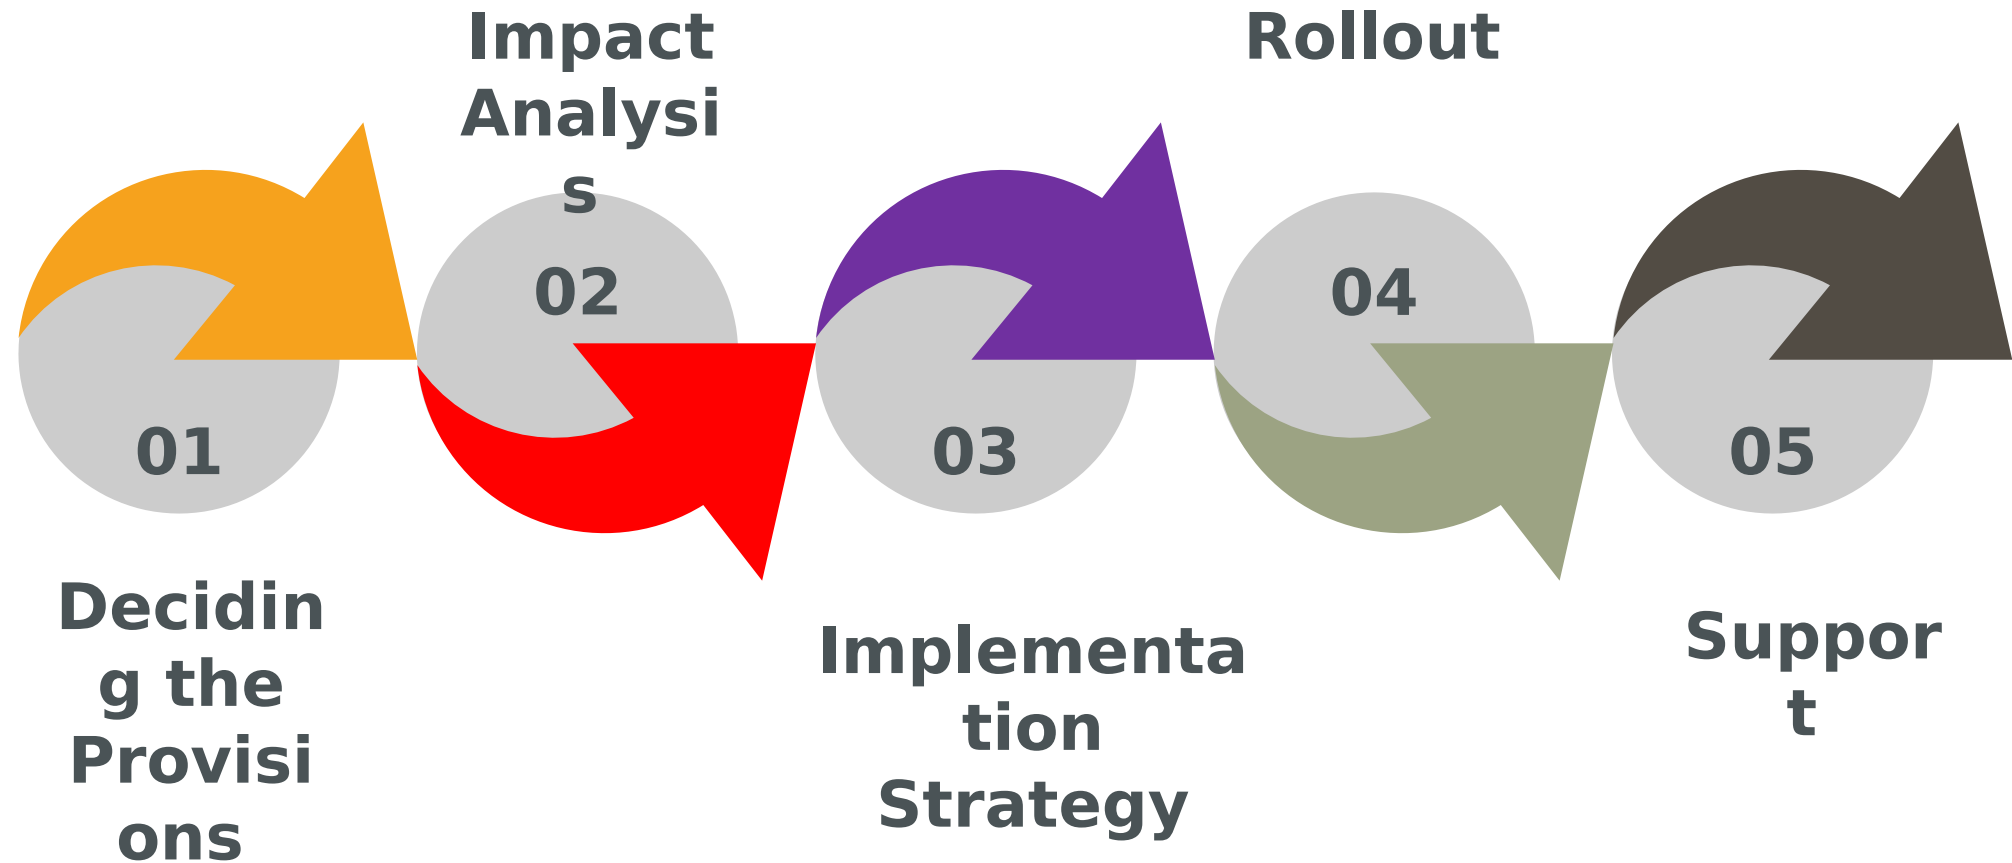 Impact
Analysi
s
Rollout
02
04
01
03
05
Decidin
g the
Provisi
ons
Implementa
tion
Strategy
Suppor
t